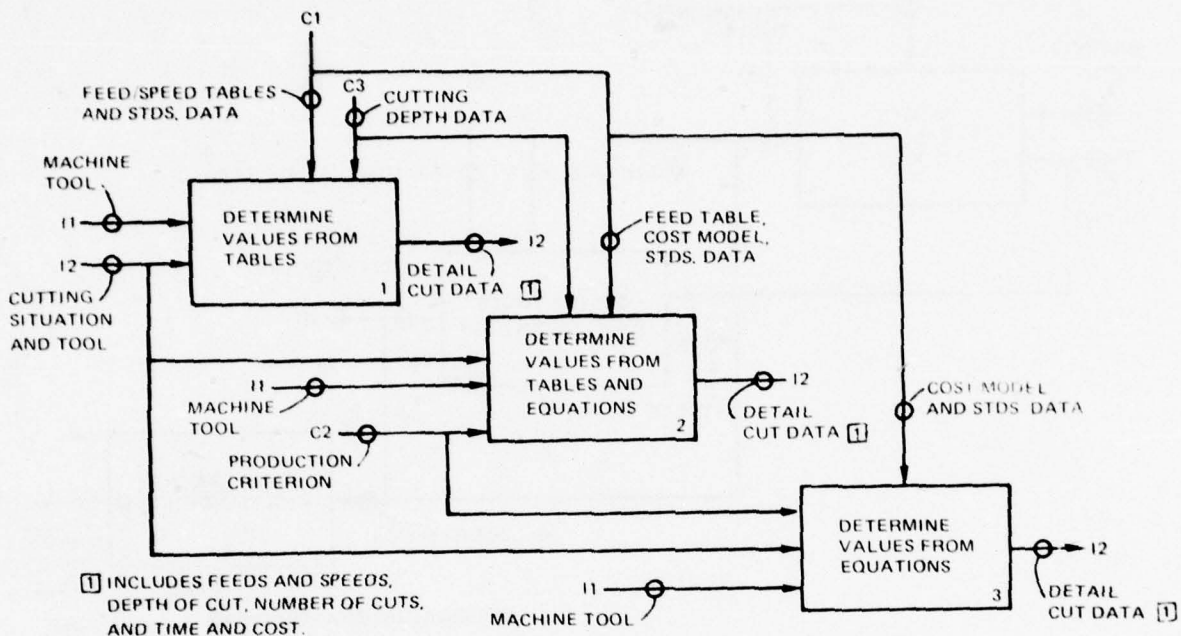 C1
FEED/SPEED TABLES
AND STDS. DATA
C3
CUTTING
DEPTH DATA
MACHINE
TOOL
I1
I2
CUTTING
SITUATION
AND TOOL
DETERMINE
VALUES FROM
TABLES
1
I2
DETAIL
CUT DATA [1]
FEED TABLE,
COST MODEL,
STDS. DATA
I1
MACHINE
TOOL
C2
PRODUCTION
CRITERION
DETERMINE
VALUES FROM
TABLES AND
EQUATIONS
2
I2
DETAIL
CUT DATA [1]
COST MODEL
AND STDS. DATA
I1
MACHINE TOOL
DETERMINE
VALUES FROM
EQUATIONS
3
I2
DETAIL
CUT DATA [1]
[1] INCLUDES FEEDS AND SPEEDS,
DEPTH OF CUT, NUMBER OF CUTS,
AND TIME AND COST.